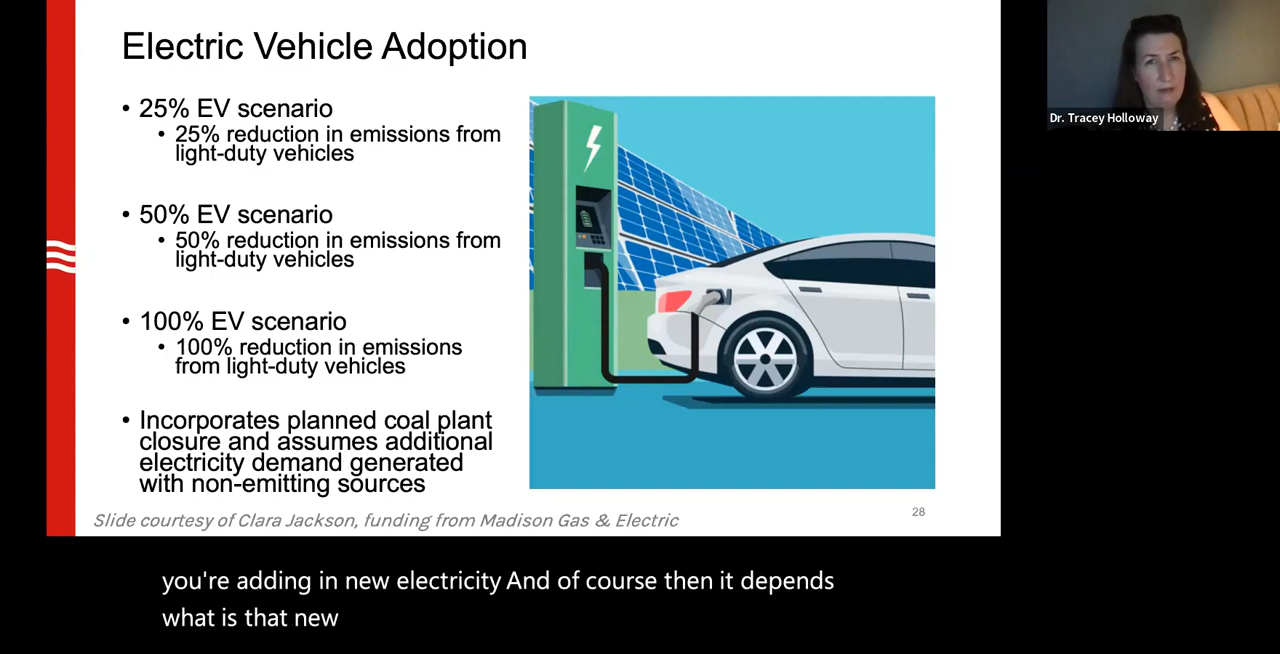 Electric Vehicle Adoption
• 25% EV scenario
• 25% reduction in emissions from
light-duty vehicles
• 50% EV scenario
• 50% reduction in emissions from
light-duty vehicles
• 100% EV scenario
• 100% reduction in emissions
from light-duty vehicles
• Incorporates planned coal plant
closure and assumes additional
electricity demand generated
with non-emitting sources
Slide courtesy of Clara Jackson, funding from Madison Gas & Electric
28
Dr. Tracey Holloway
you're adding in new electricity And of course then it depends
what is that new